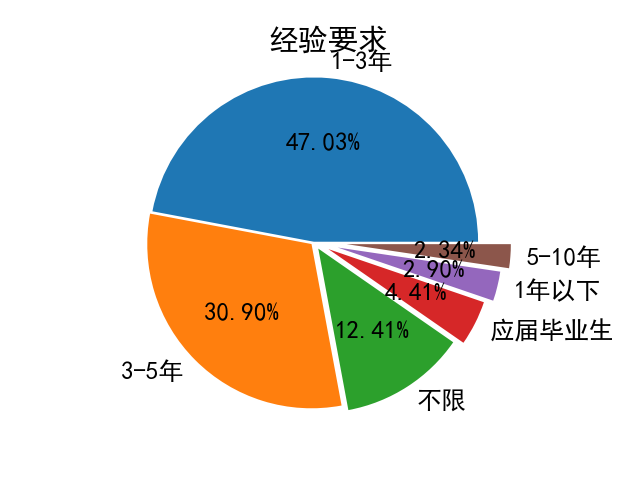 经验要求
1-3年
47.03%
2.34%
5-10年
2.90%
1年以下
4.41%
应届毕业生
30.90%
12.41%
3-5年
不限